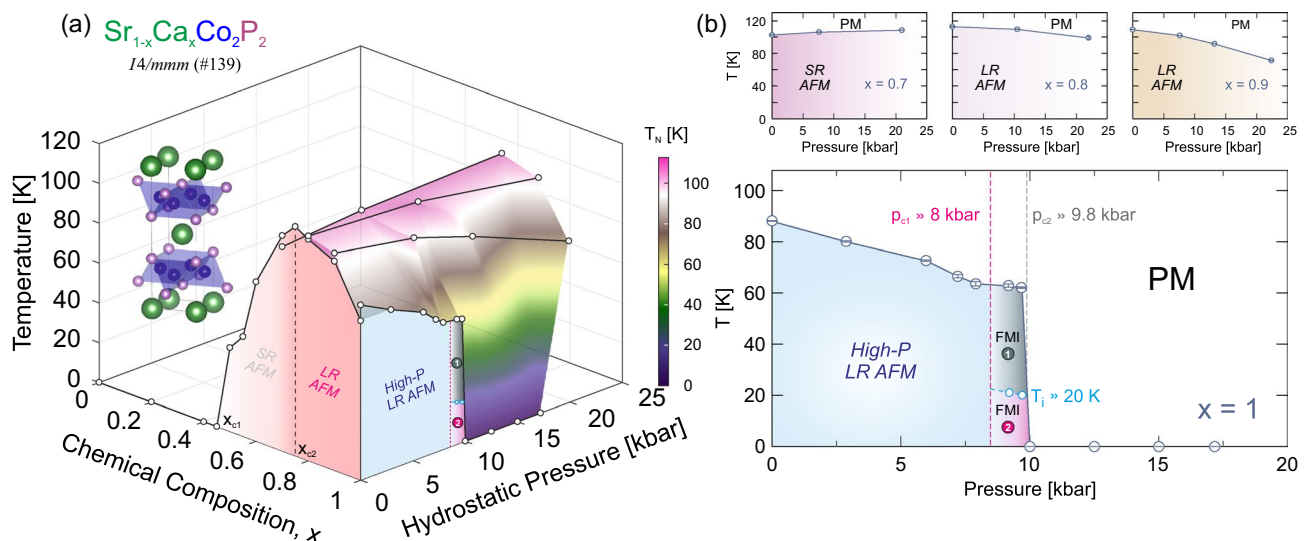 (a)
Sr1-xCaxCo2P2
I4/mmm (#139)
Temperature [K]
120
100
80
60
40
20
0
0
0.2
0.4
0.6
0.8
1
Chemical Composition, x
0
5
10
15
20
25
Hydrostatic Pressure [kbar]
SR
AFM
LR
AFM
High-P
LR AFM
1
2
xc1
xc2
TN [K]
100
80
60
40
20
0
(b)
T [K]
120
80
40
0
PM
SR
AFM
x = 0.7
0 5 10 15 20 25
Pressure [kbar]
PM
LR
AFM
x = 0.8
0 5 10 15 20 25
Pressure [kbar]
PM
LR
AFM
x = 0.9
0 5 10 15 20 25
Pressure [kbar]
T [K]
100
80
60
40
20
0
pc1 » 8 kbar
pc2 » 9.8 kbar
PM
High-P
LR AFM
FMI
1
Ti » 20 K
FMI
2
x = 1
0 5 10 15 20
Pressure [kbar]